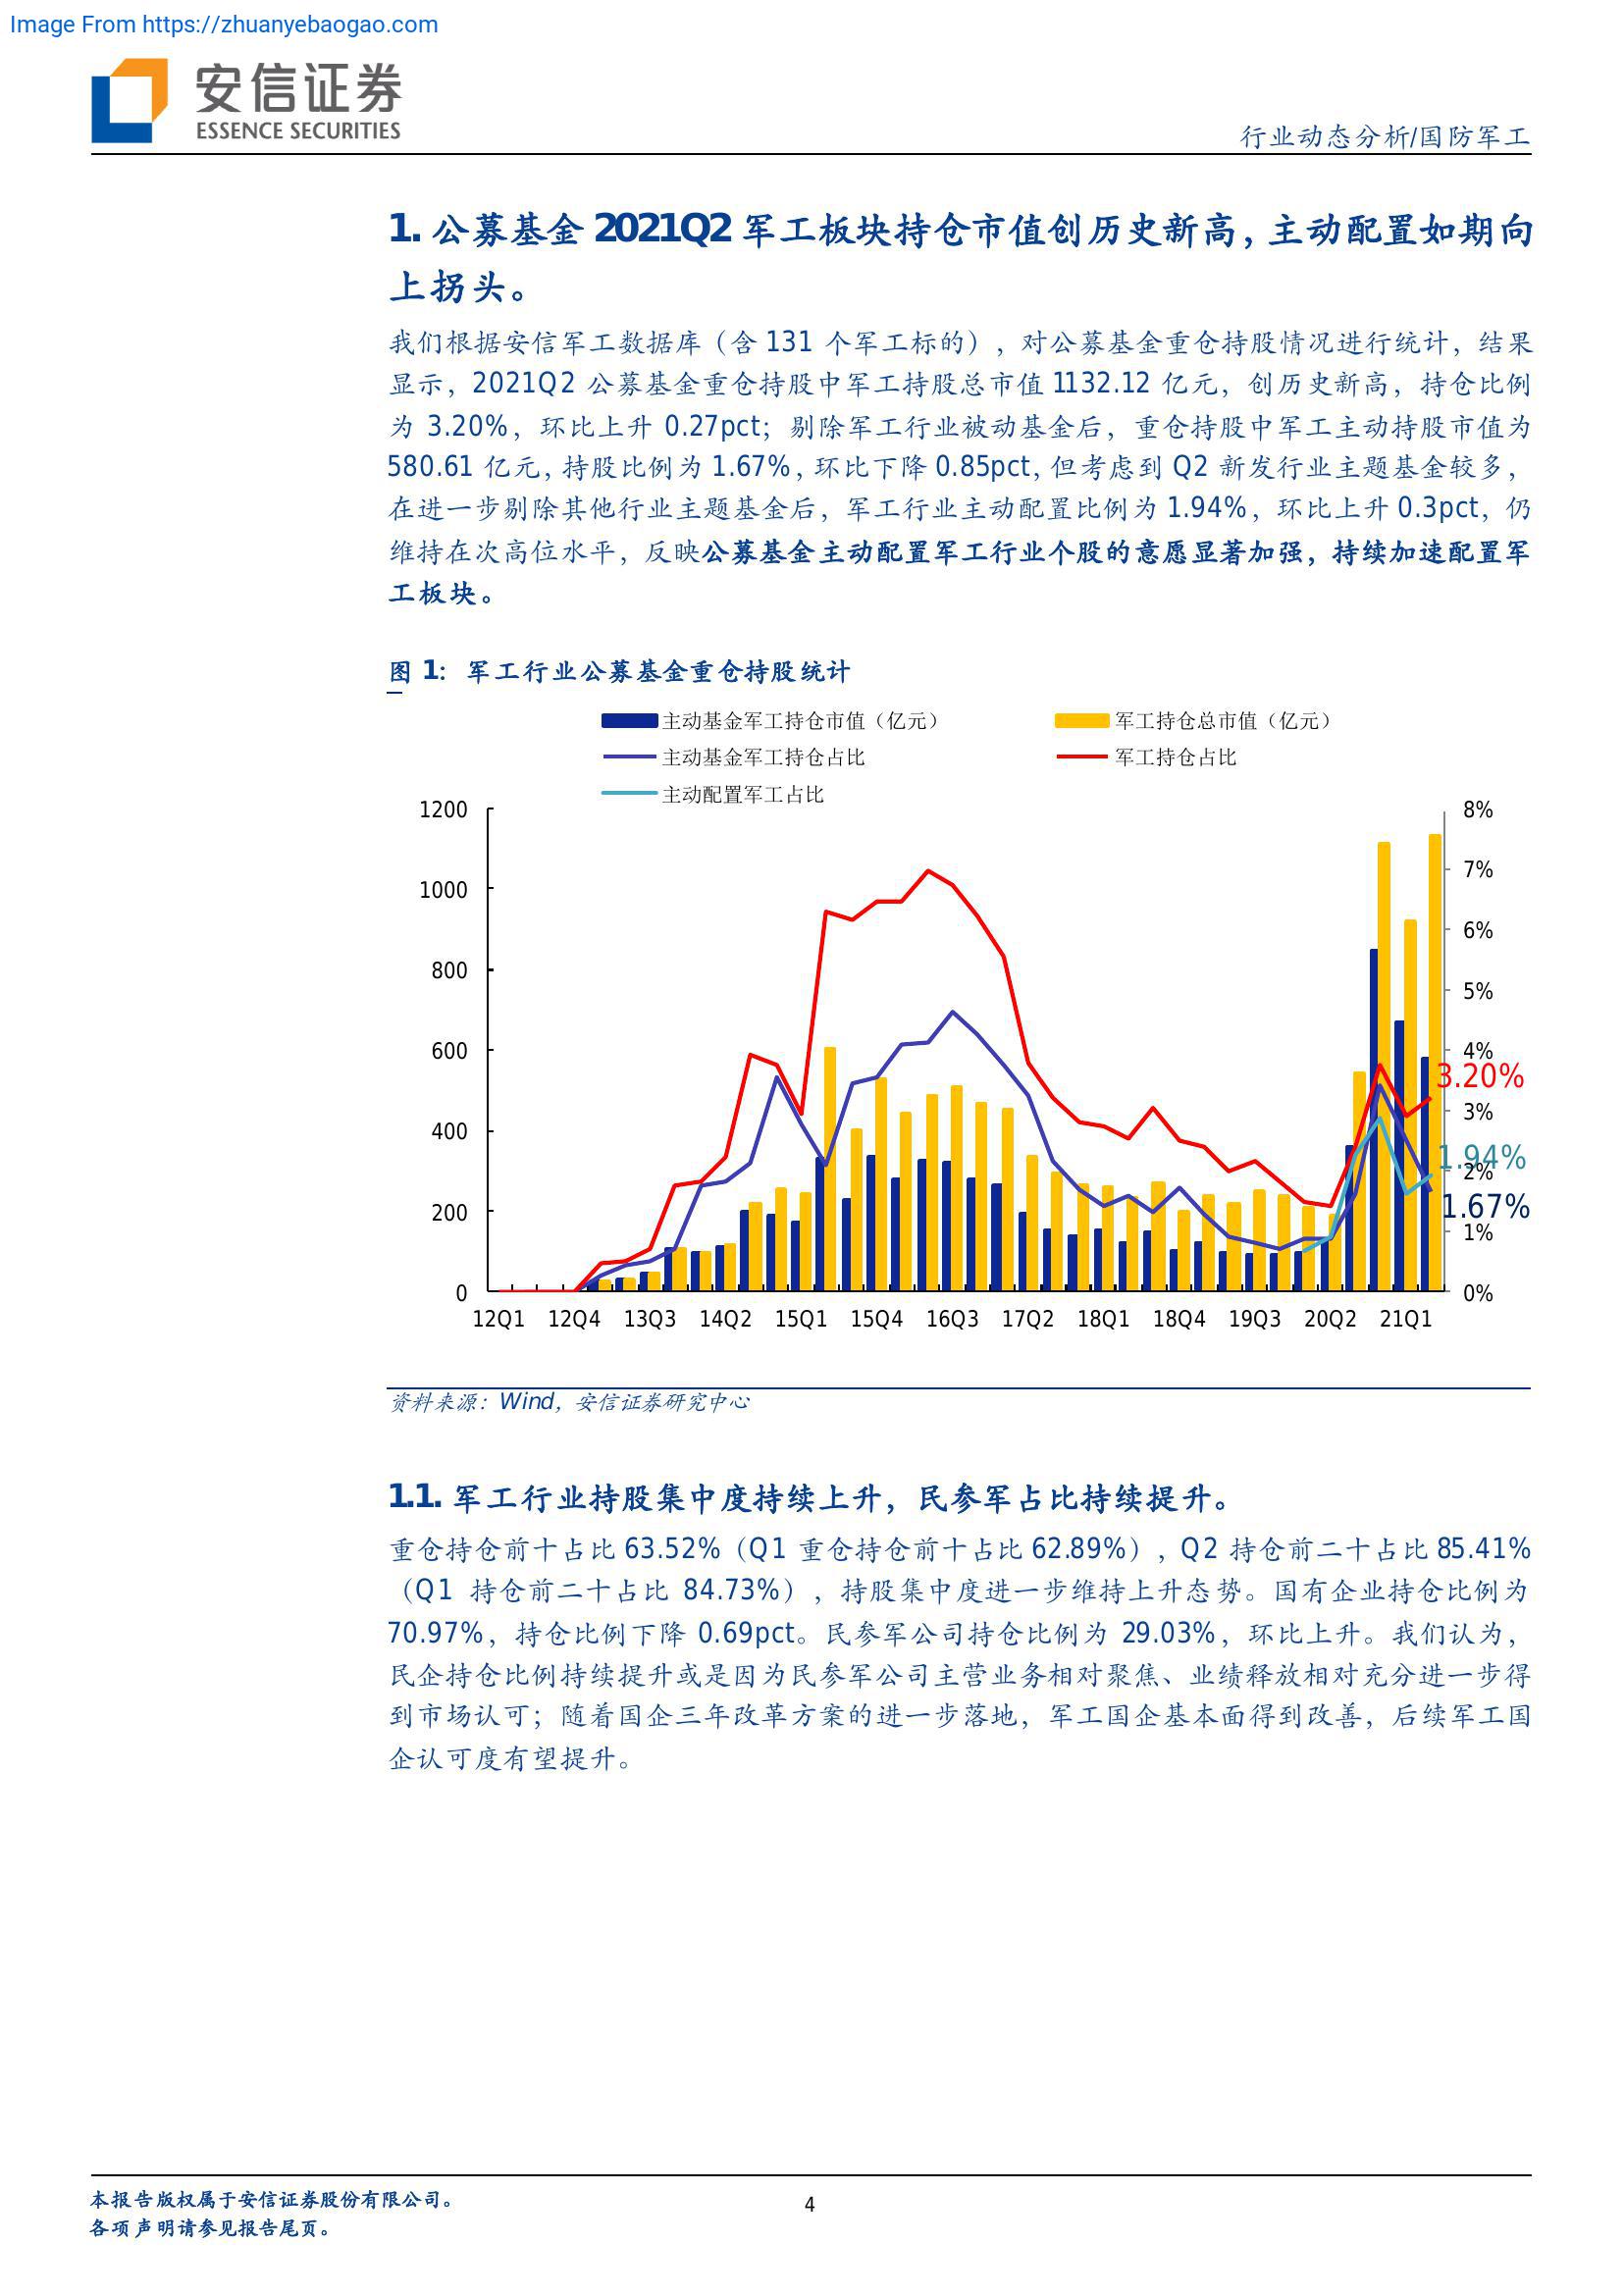 Image From https://zhuanyebaogao.com
安信证券
ESSENCE SECURITIES
行业动态分析/国防军工
1. 公募基金 2021Q2 军工板块持仓市值创历史新高，主动配置如期向
上拐头。
我们根据安信军工数据库（含 131 个军工标的），对公募基金重仓持股情况进行统计，结果
显示，2021Q2 公募基金重仓持股中军工持股总市值 1132.12 亿元，创历史新高，持仓比例
为 3.20%，环比上升 0.27pct；剔除军工行业被动基金后，重仓持股中军工主动持股市值为
580.61 亿元，持股比例为 1.67%，环比下降 0.85pct，但考虑到 Q2 新发行业主题基金较多，
在进一步剔除其他行业主题基金后，军工行业主动配置比例为 1.94%，环比上升 0.3pct，仍
维持在次高位水平，反映公募基金主动配置军工行业个股的意愿显著加强，持续加速配置军
工板块。
图 1：军工行业公募基金重仓持股统计
主动基金军工持仓市值（亿元） 军工持仓总市值（亿元）
主动基金军工持仓占比 军工持仓占比
主动配置军工占比
1200 8%
1000 7%
6%
800
5%
600 4%
3.20%
400 3%
1.94%
2%
200 1.67%
1%
0 0%
12Q1 12Q4 13Q3 14Q2 15Q1 15Q4 16Q3 17Q2 18Q1 18Q4 19Q3 20Q2 21Q1
资料来源：Wind，安信证券研究中心
1.1. 军工行业持股集中度持续上升，民参军占比持续提升。
重仓持仓前十占比 63.52%（Q1 重仓持仓前十占比 62.89%），Q2 持仓前二十占比 85.41%
（Q1 持仓前二十占比 84.73%），持股集中度进一步维持上升态势。国有企业持仓比例为
70.97%，持仓比例下降 0.69pct。民参军公司持仓比例为 29.03%，环比上升。我们认为，
民企持仓比例持续提升或是因为民参军公司主营业务相对聚焦、业绩释放相对充分进一步得
到市场认可；随着国企三年改革方案的进一步落地，军工国企基本面得到改善，后续军工国
企认可度有望提升。
本报告版权属于安信证券股份有限公司。
4
各项声明请参见报告尾页。